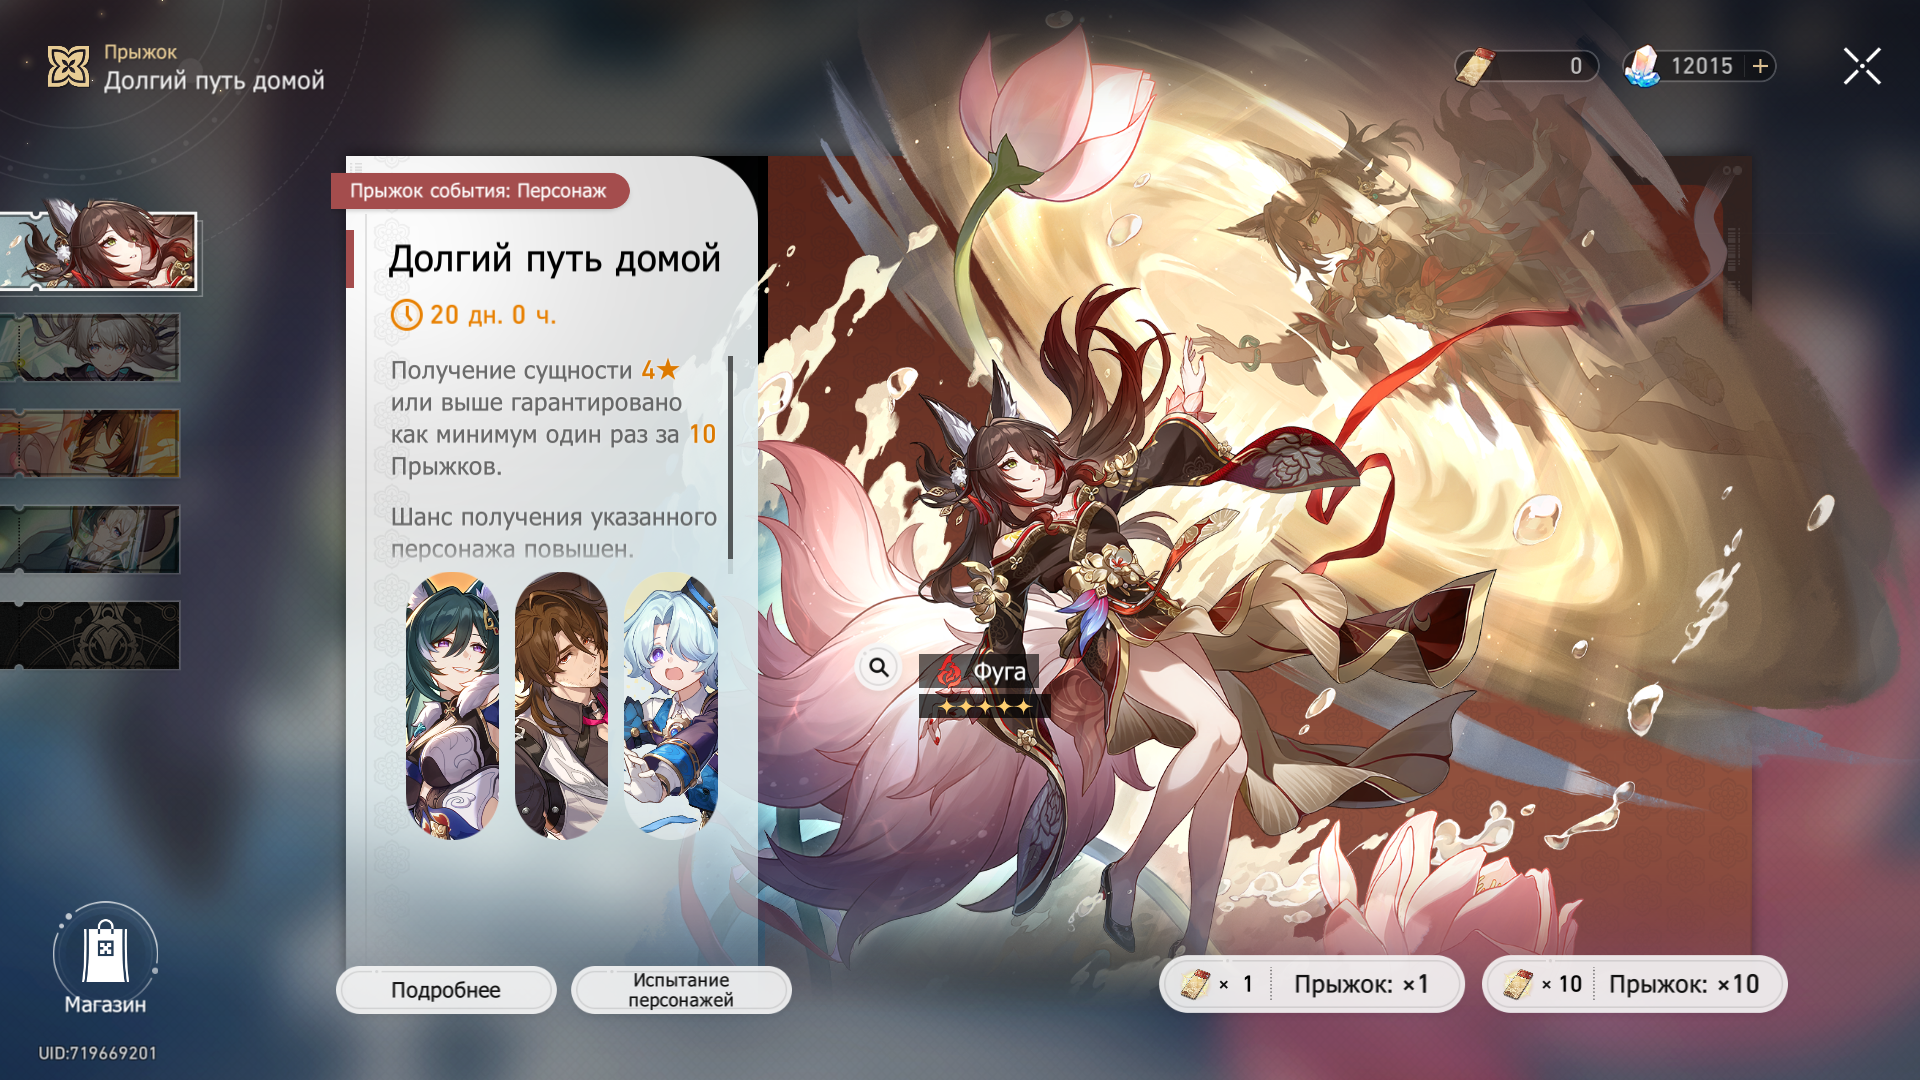 Прыжок
Долгий путь домой
0
12015
Прыжок события: Персонаж
Долгий путь домой
20 дн. 0 ч.
Получение сущности 4★
или выше гарантировано
как минимум один раз за 10
Прыжков.
Шанс получения указанного
персонажа повышен.
Фуга
Магазин
Подробнее
Испытание
персонажей
× 1 Прыжок: ×1
× 10 Прыжок: ×10
UID:719669201